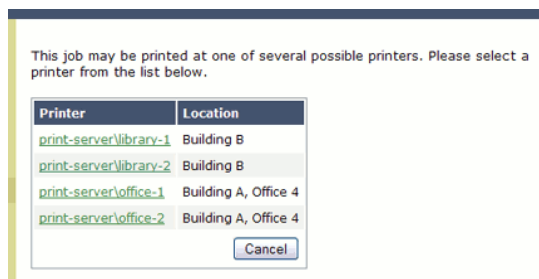 This job may be printed at one of several possible printers. Please select a
printer from the list below.
Printer Location
print-server\library-1 Building B
print-server\library-2 Building B
print-server\office-1 Building A, Office 4
print-server\office-2 Building A, Office 4
Cancel